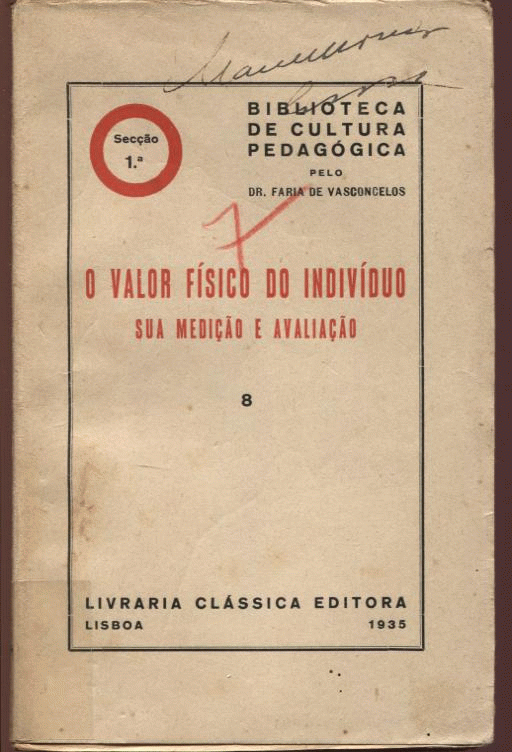 Secção
1.ª
BIBLIOTECA
DE CULTURA
PEDAGÓGICA
PELO
DR. FARIA DE VASCONCELOS
7
O VALOR FÍSICO DO INDIVÍDUO
SUA MEDIÇÃO E AVALIAÇÃO
8
LIVRARIA CLÁSSICA EDITORA
LISBOA 1935